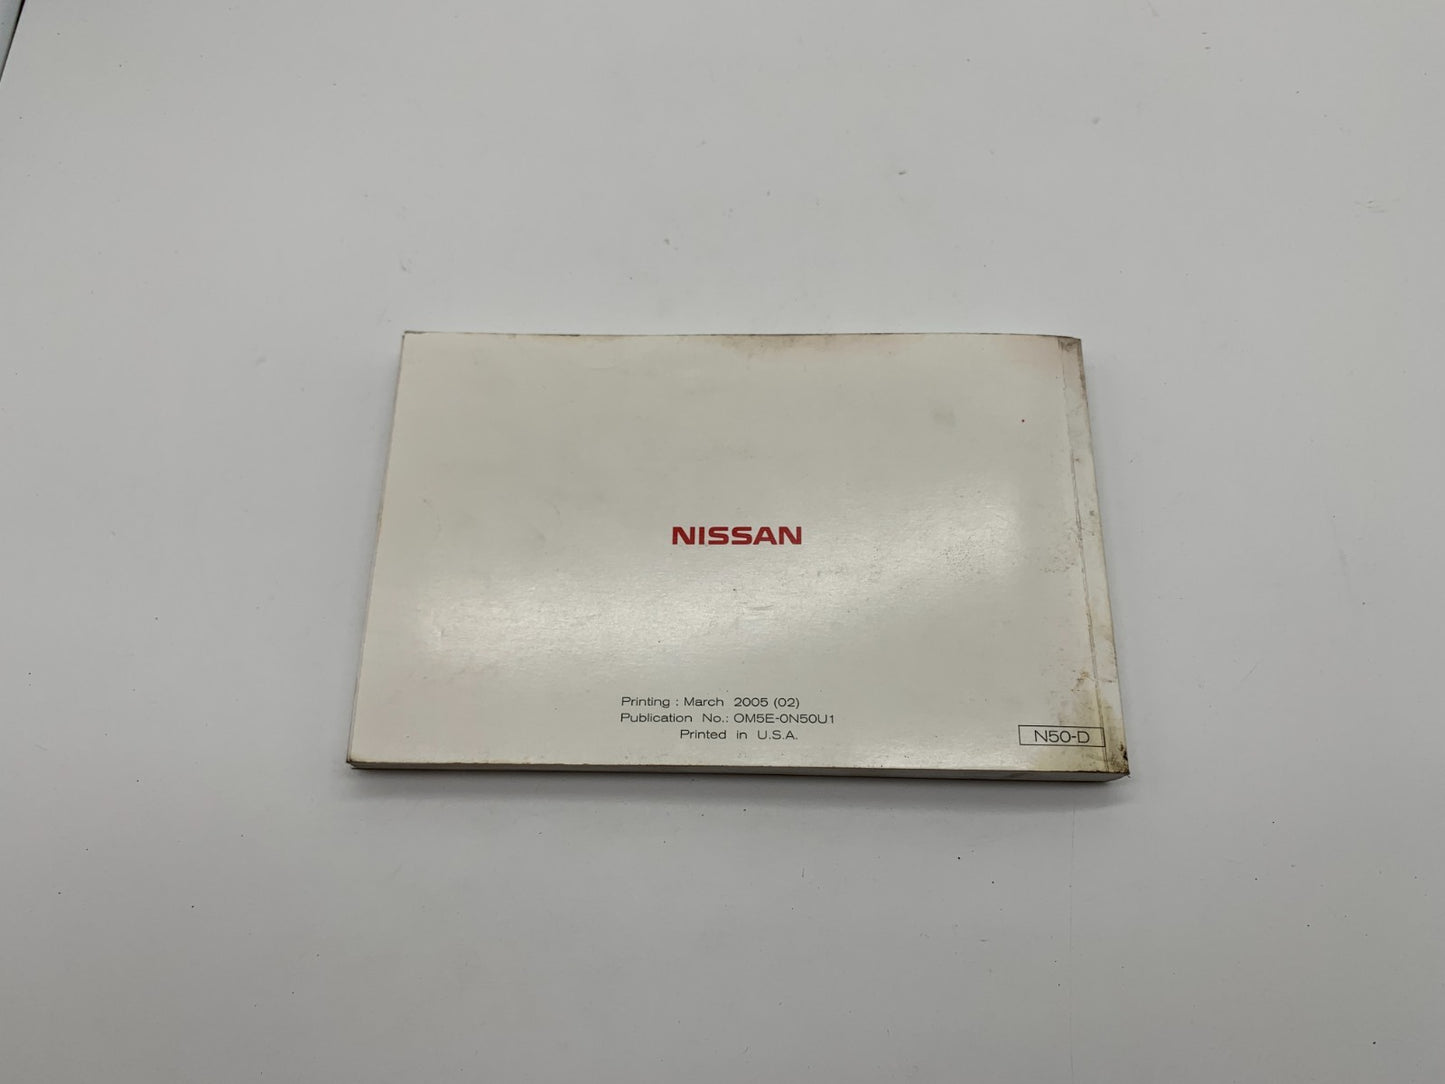 NISSAN
Printing : March 2005 (02)
Publication No.: OM5E-0N50U1
Printed in U.S.A.
N50-D